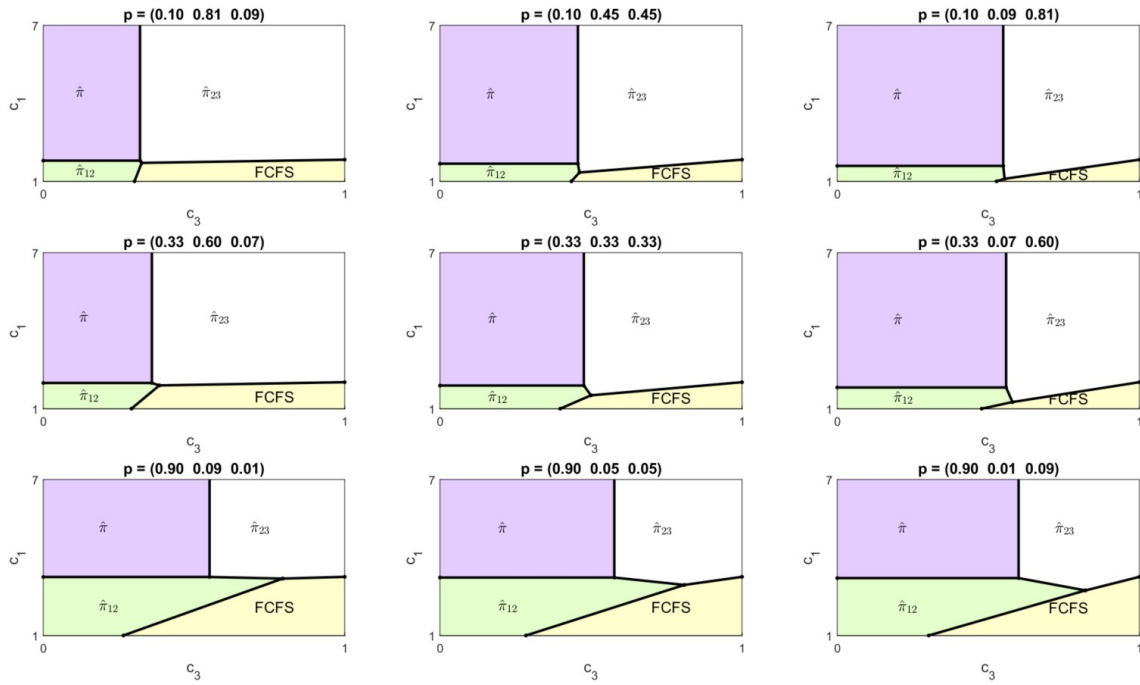 p = (0.10 0.81 0.09)
7
c₁
π̂
π̂₂₃
π̂₁₂
FCFS
1
0
1
c₃
p = (0.10 0.45 0.45)
7
c₁
π̂
π̂₂₃
π̂₁₂
FCFS
1
0
1
c₃
p = (0.10 0.09 0.81)
7
c₁
π̂
π̂₂₃
π̂₁₂
FCFS
1
0
1
c₃
p = (0.33 0.60 0.07)
7
c₁
π̂
π̂₂₃
π̂₁₂
FCFS
1
0
1
c₃
p = (0.33 0.33 0.33)
7
c₁
π̂
π̂₂₃
π̂₁₂
FCFS
1
0
1
c₃
p = (0.33 0.07 0.60)
7
c₁
π̂
π̂₂₃
π̂₁₂
FCFS
1
0
1
c₃
p = (0.90 0.09 0.01)
7
c₁
π̂
π̂₂₃
π̂₁₂
FCFS
1
0
1
c₃
p = (0.90 0.05 0.05)
7
c₁
π̂
π̂₂₃
π̂₁₂
FCFS
1
0
1
c₃
p = (0.90 0.01 0.09)
7
c₁
π̂
π̂₂₃
π̂₁₂
FCFS
1
0
1
c₃